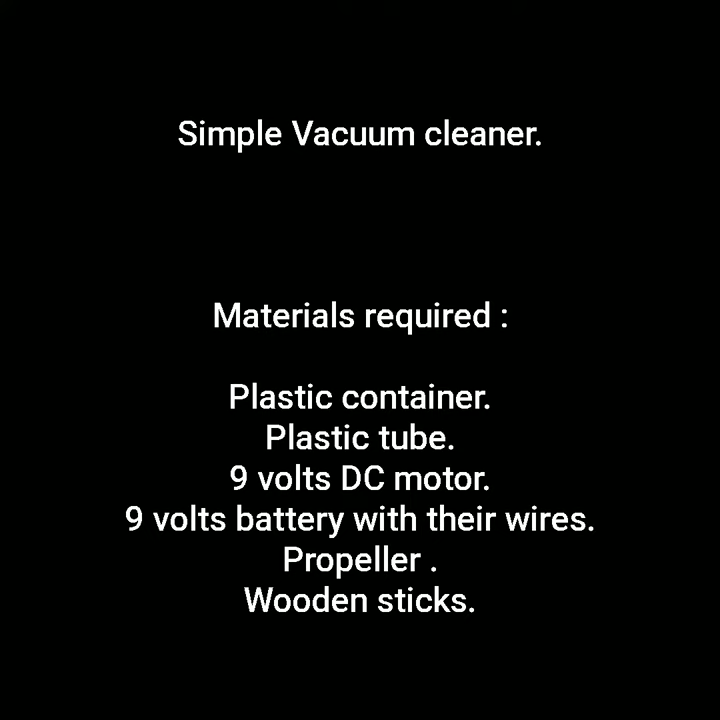 Simple Vacuum cleaner.
Materials required :
Plastic container.
Plastic tube.
9 volts DC motor.
9 volts battery with their wires.
Propeller .
Wooden sticks.